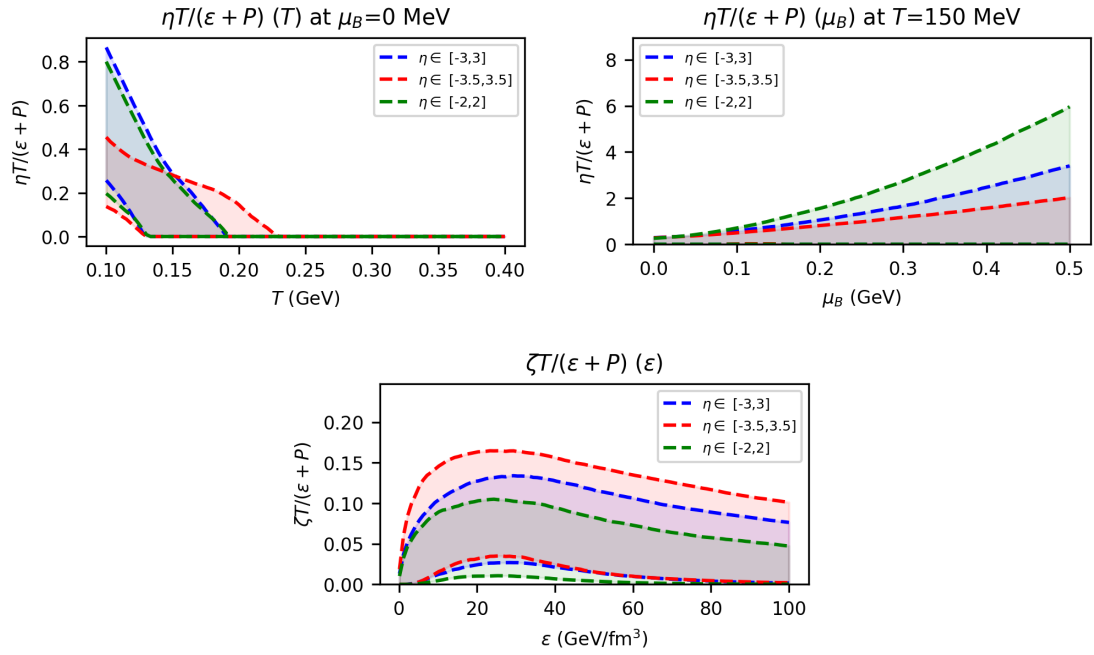 ηT/(ε + P) (T) at μ_B=0 MeV
ηT/(ε + P)
0.8
0.6
0.4
0.2
0.0
η∈ [-3,3]
η∈ [-3.5,3.5]
η∈ [-2,2]
0.10 0.15 0.20 0.25 0.30 0.35 0.40
T (GeV)
ηT/(ε + P) (μ_B) at T=150 MeV
ηT/(ε + P)
8
6
4
2
0
η∈ [-3,3]
η∈ [-3.5,3.5]
η∈ [-2,2]
0.0 0.1 0.2 0.3 0.4 0.5
μ_B (GeV)
ζT/(ε + P) (ε)
ζT/(ε + P)
0.20
0.15
0.10
0.05
0.00
η∈ [-3,3]
η∈ [-3.5,3.5]
η∈ [-2,2]
0 20 40 60 80 100
ε (GeV/fm³)